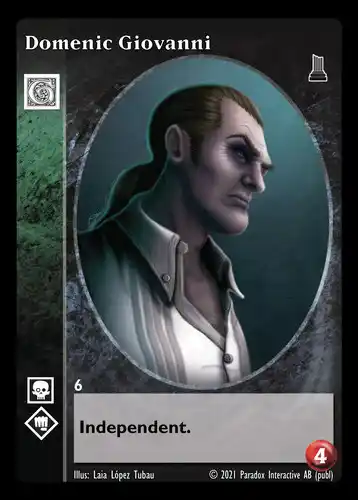 Domenic Giovanni
6
Independent.
4
Illus: Laia López Tubau © 2021 Paradox Interactive AB (publ)